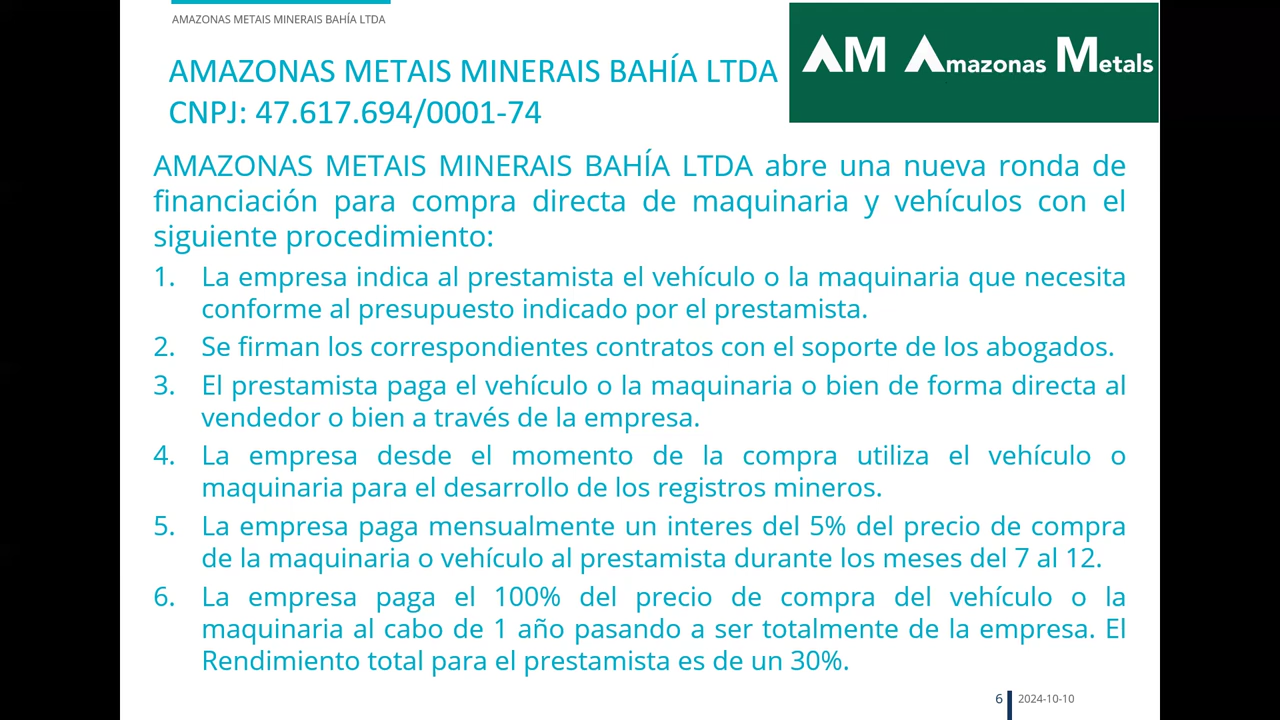 AMAZONAS METAIS MINERAIS BAHÍA LTDA
AMAZONAS METAIS MINERAIS BAHÍA LTDA
CNPJ: 47.617.694/0001-74
AM Amazonas Metals
AMAZONAS METAIS MINERAIS BAHÍA LTDA abre una nueva ronda de
financiación para compra directa de maquinaria y vehículos con el
siguiente procedimiento:
1. La empresa indica al prestamista el vehículo o la maquinaria que necesita
conforme al presupuesto indicado por el prestamista.
2. Se firman los correspondientes contratos con el soporte de los abogados.
3. El prestamista paga el vehículo o la maquinaria o bien de forma directa al
vendedor o bien a través de la empresa.
4. La empresa desde el momento de la compra utiliza el vehículo o
maquinaria para el desarrollo de los registros mineros.
5. La empresa paga mensualmente un interes del 5% del precio de compra
de la maquinaria o vehículo al prestamista durante los meses del 7 al 12.
6. La empresa paga el 100% del precio de compra del vehículo o la
maquinaria al cabo de 1 año pasando a ser totalmente de la empresa. El
Rendimiento total para el prestamista es de un 30%.
6 2024-10-10